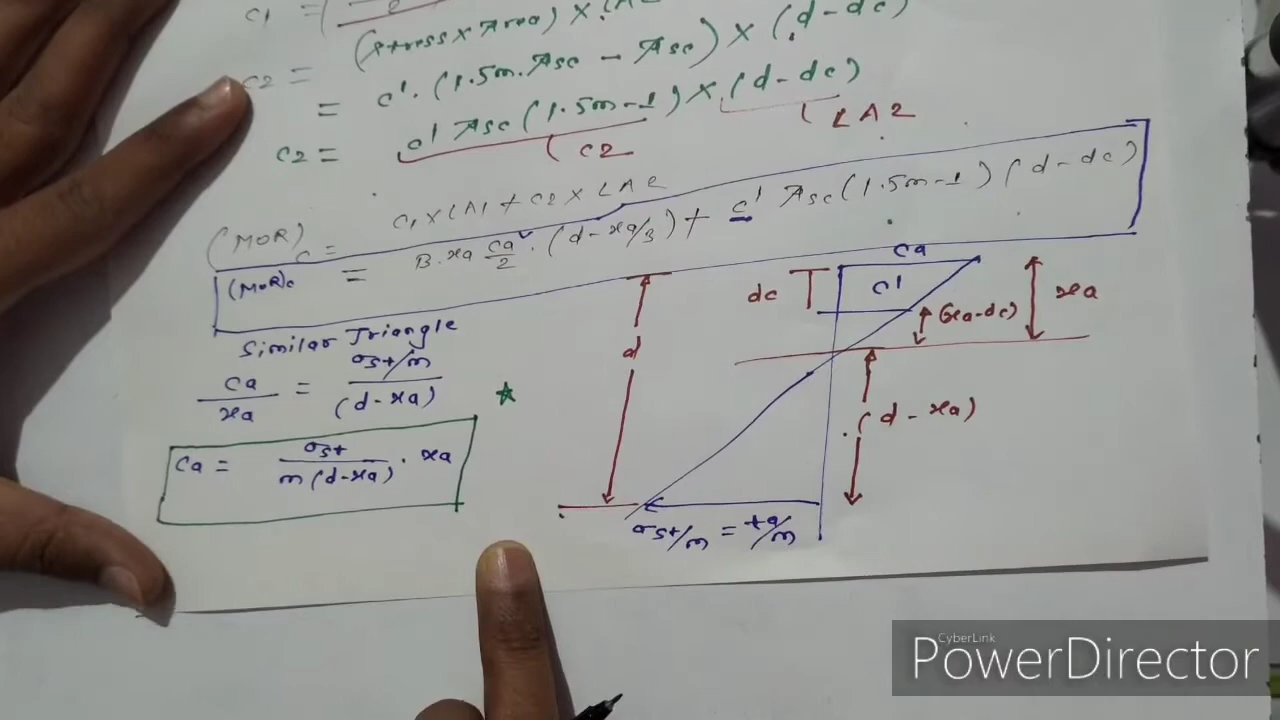 C1 =
(stress x Area) x LA2
C2 = c'. (1.5m. Asc - Asc) x (d - dc)
=
C2 = c' Asc (1.5m-1) x (d - dc)
C2
LA2
(MOR)c = C1 x LA1 + C2 x LA2
(MOR)c = B. xa Ca/2 . (d - xa/3) + c' Asc (1.5m-1) (d - dc)
Similar Triangle
Ca/xa = σst/m / (d - xa)
Ca = σst / m (d-xa) . xa
Ca
dc
c'
(xa-dc)
xa
d
(d - xa)
σst/m = ta/m
CyberLink
PowerDirector